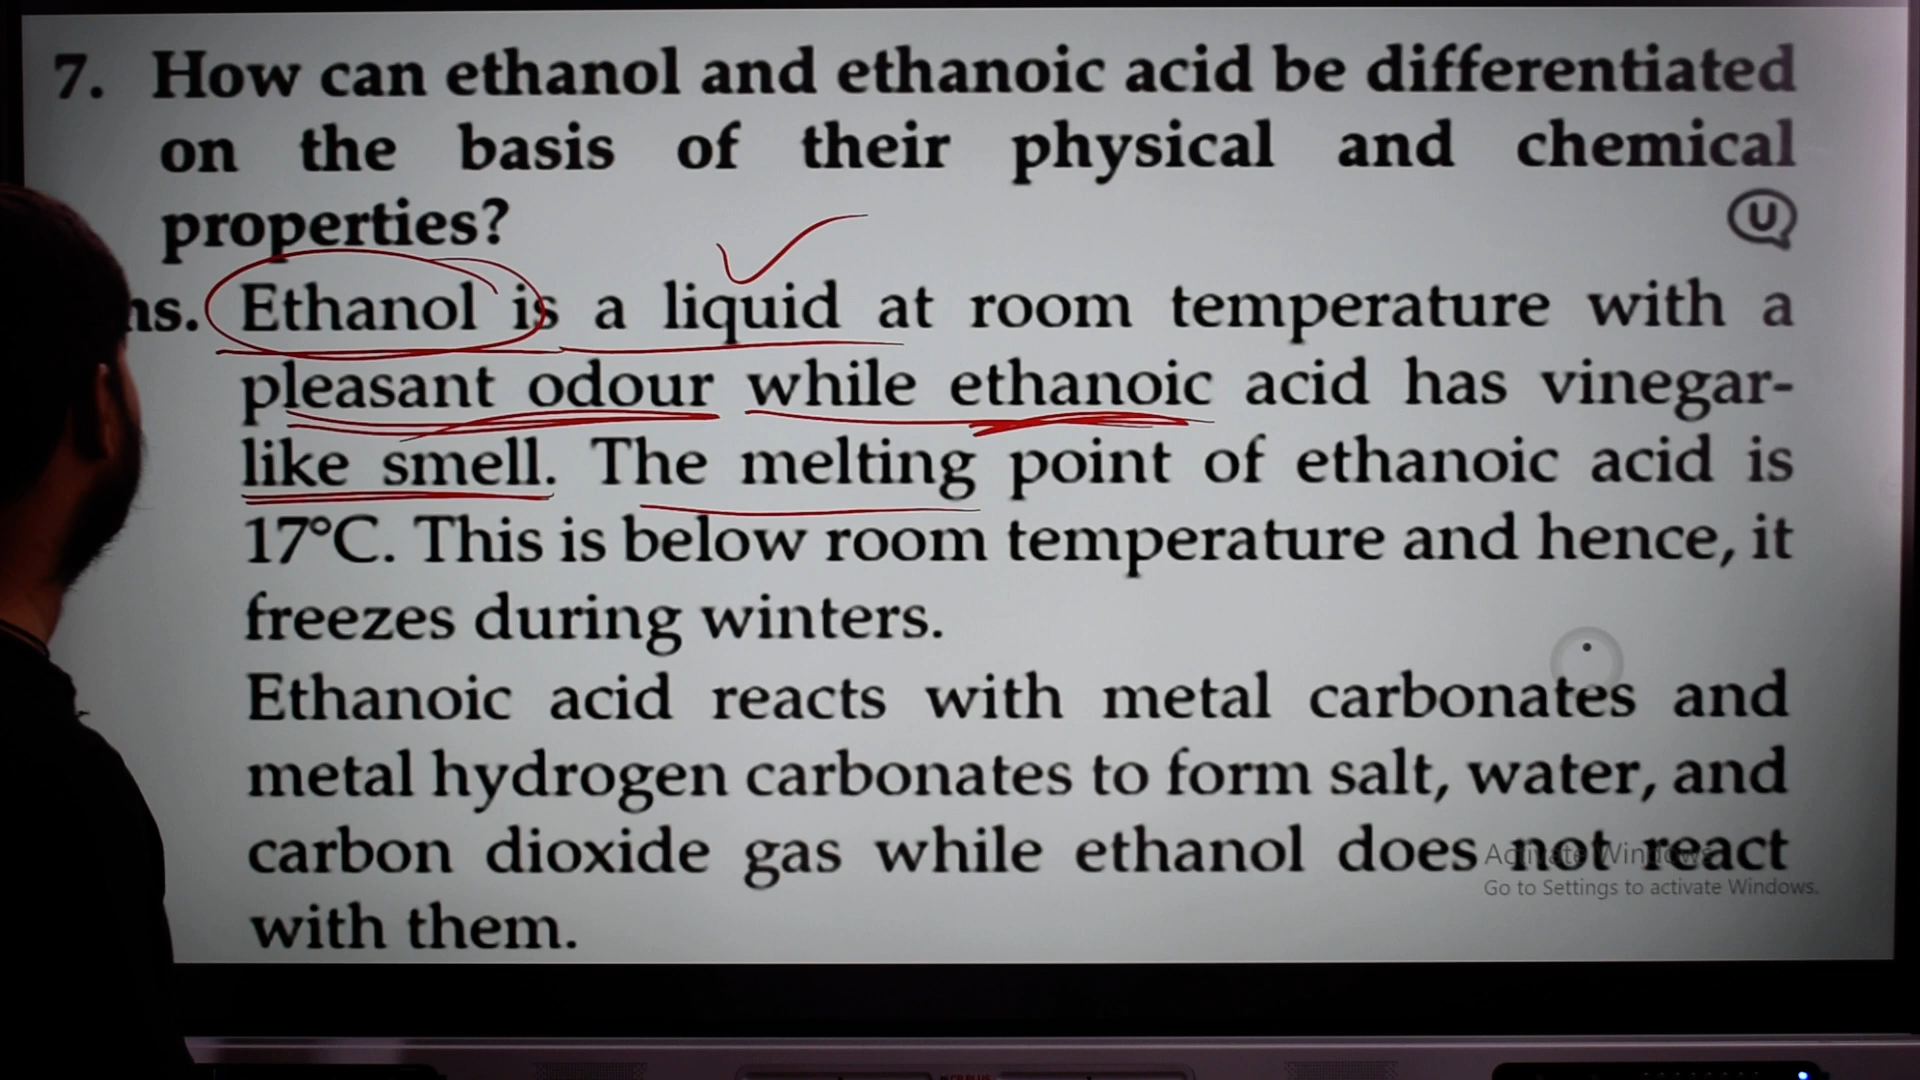 7. How can ethanol and ethanoic acid be differentiated
on the basis of their physical and chemical
properties?
U
ns. Ethanol is a liquid at room temperature with a
pleasant odour while ethanoic acid has vinegar-
like smell. The melting point of ethanoic acid is
17°C. This is below room temperature and hence, it
freezes during winters.
Ethanoic acid reacts with metal carbonates and
metal hydrogen carbonates to form salt, water, and
carbon dioxide gas while ethanol does not react
with them.
Activate Windows
Go to Settings to activate Windows.